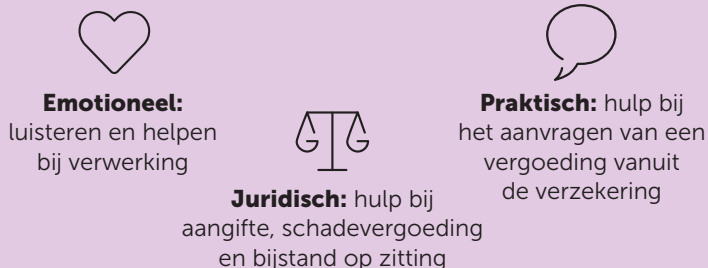 Emotioneel:
luisteren en helpen
bij verwerking
Juridisch: hulp bij
aangifte, schadevergoeding
en bijstand op zitting
Praktisch: hulp bij
het aanvragen van een
vergoeding vanuit
de verzekering